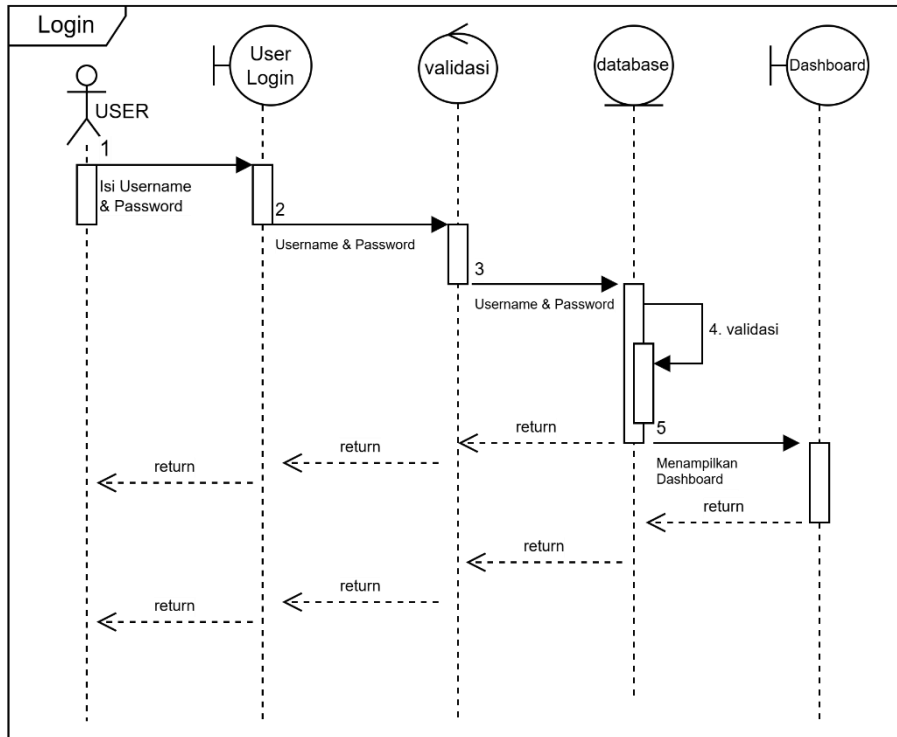 Login
User
Login
validasi
database
Dashboard
USER
1
Isi Username
& Password
2
Username & Password
3
Username & Password
4. validasi
5
return
return
return
Menampilkan
Dashboard
return
return
return
return